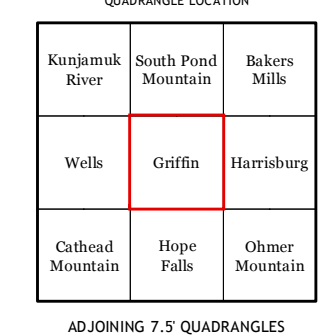 QUADRANGLE LOCATION
Kunjamuk River
South Pond Mountain
Bakers Mills
Wells
Griffin
Harrisburg
Cathead Mountain
Hope Falls
Ohmer Mountain
ADJOINING 7.5' QUADRANGLES